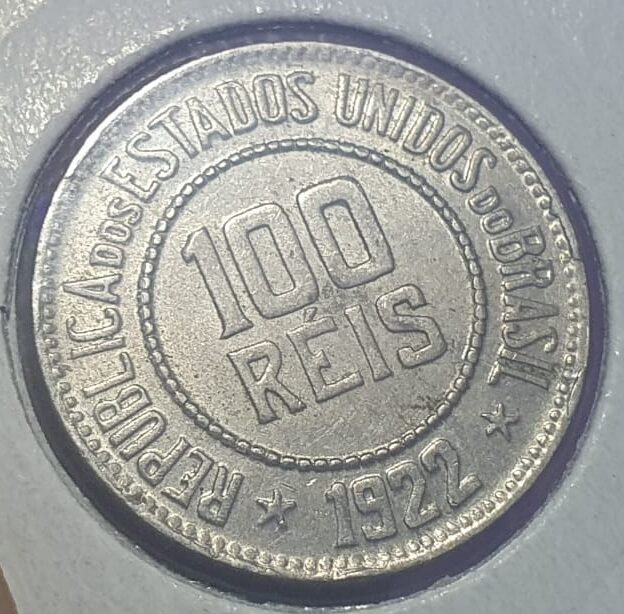 REPUBLICA DOS ESTADOS UNIDOS DO BRASIL
100
RÉIS
★ 1922 ★